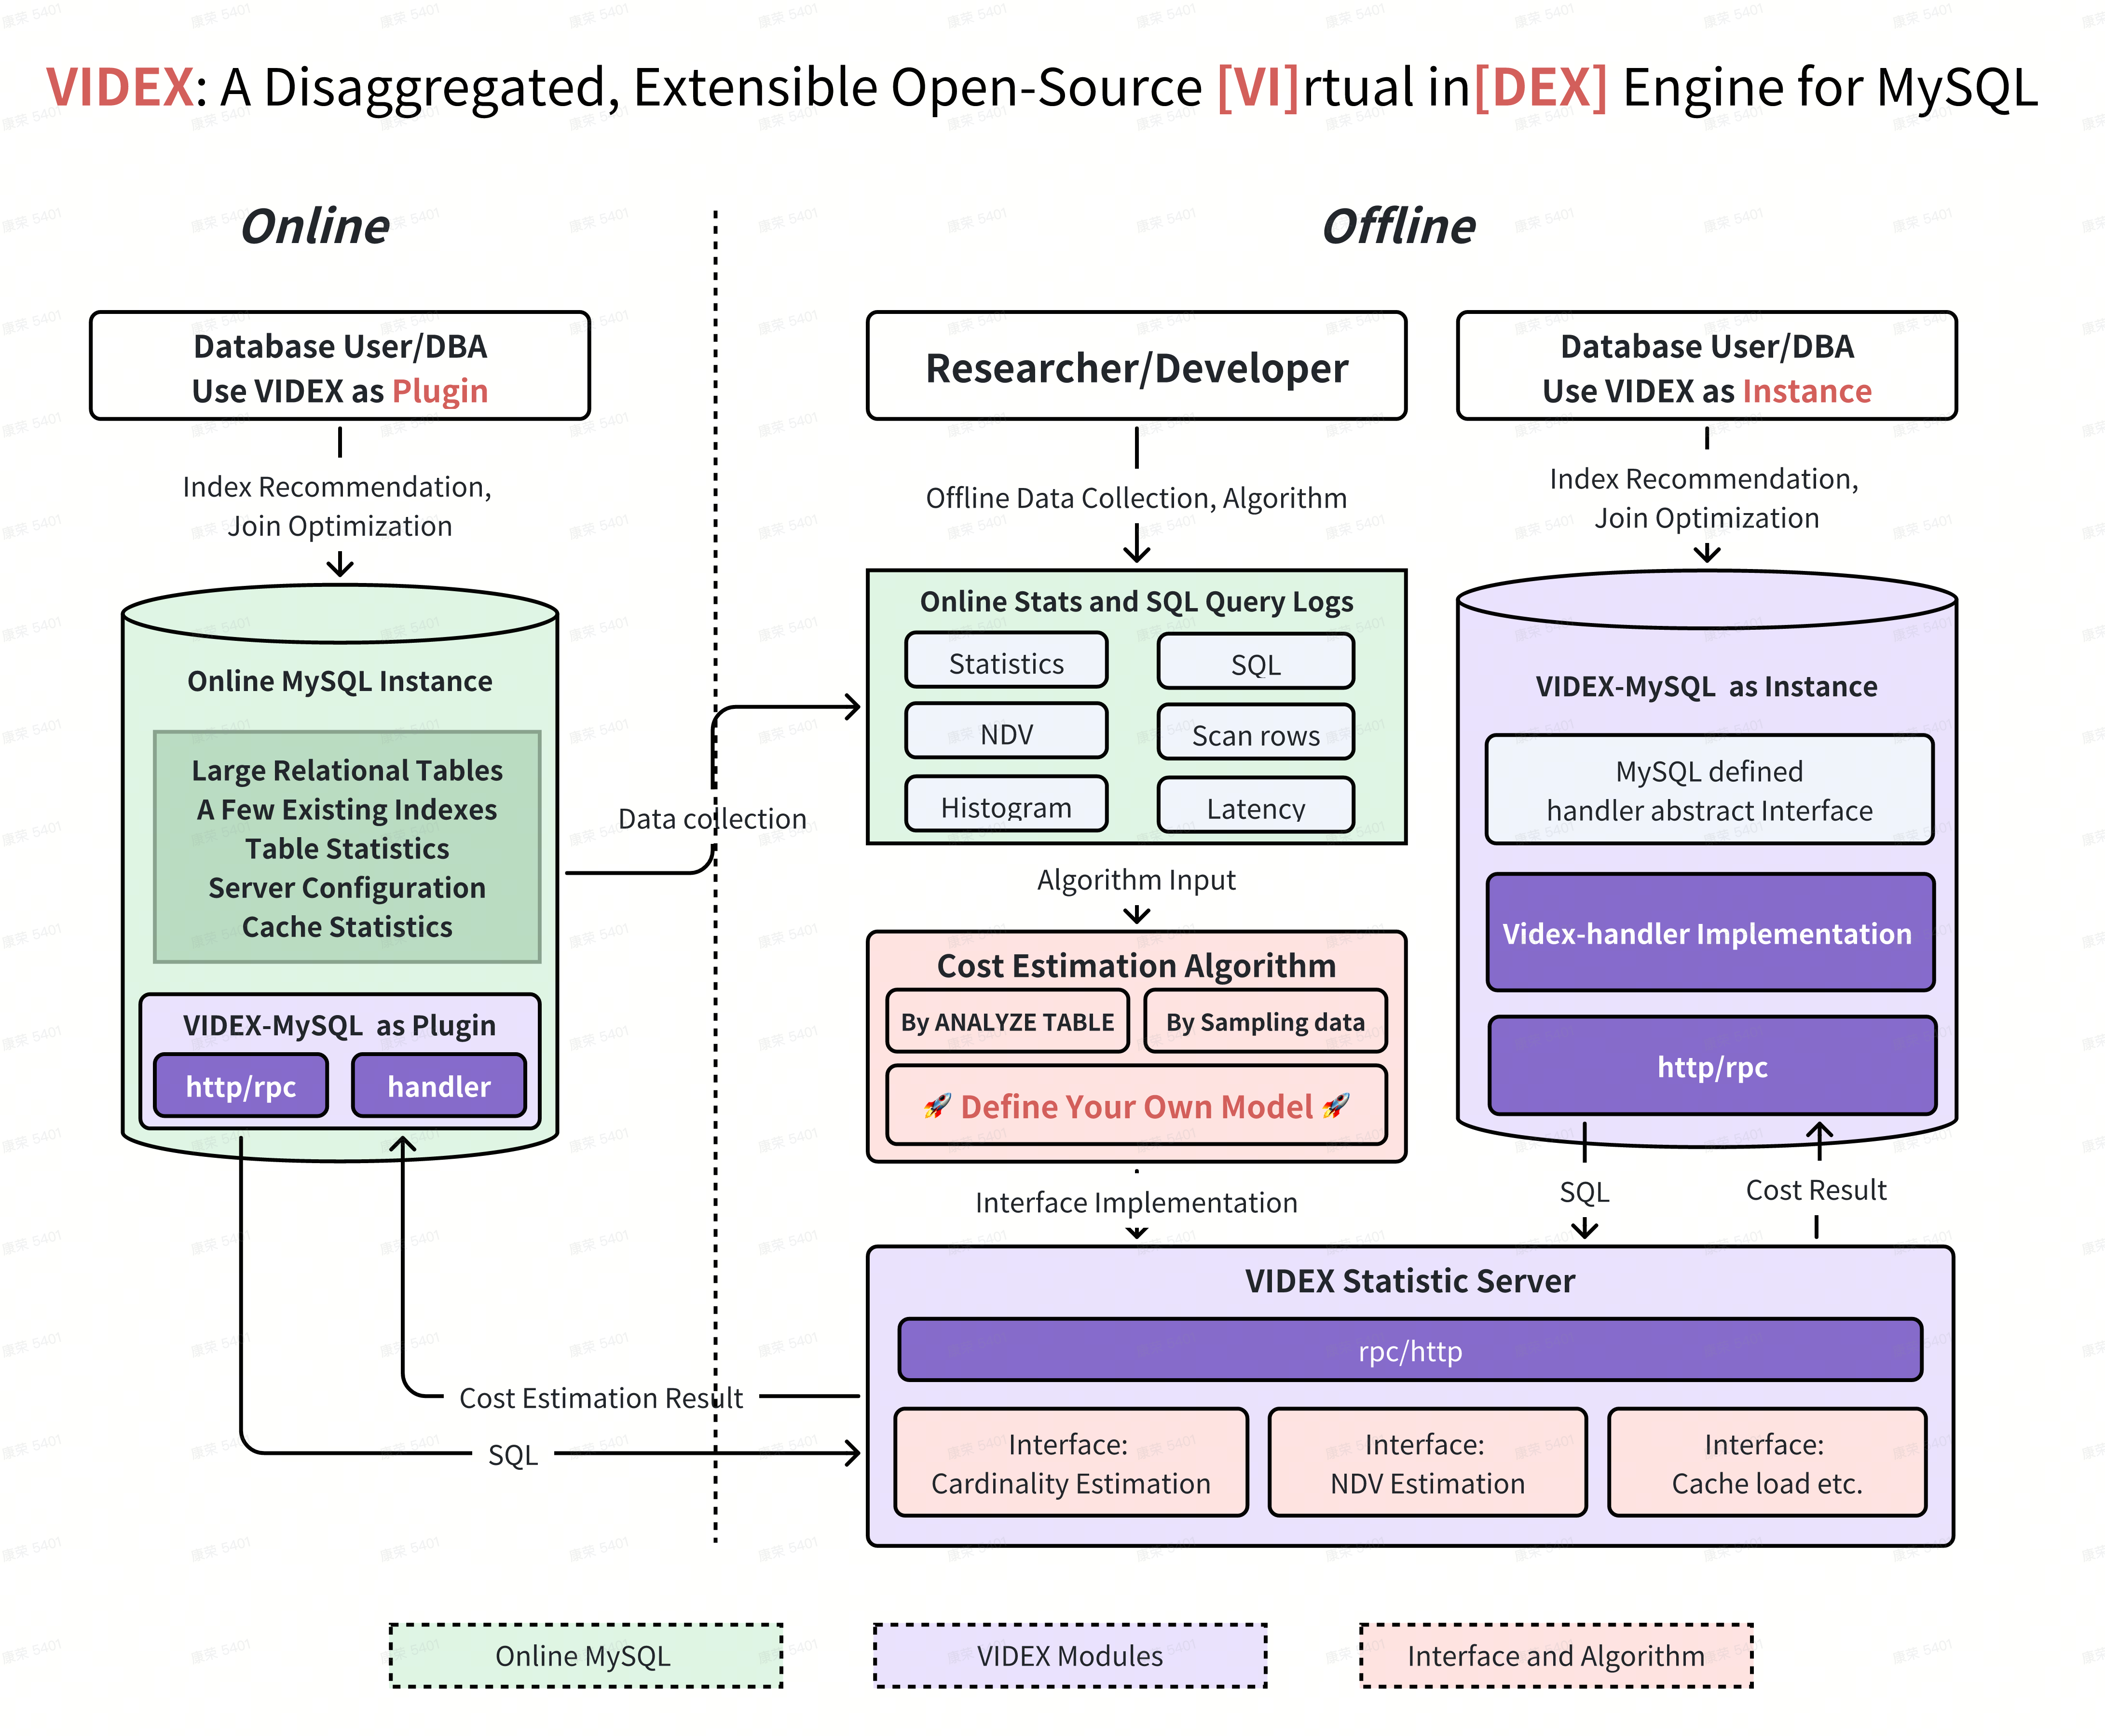 VIDEX: A Disaggregated, Extensible Open-Source [VI]rtual in[DEX] Engine for MySQL
Online
Offline
Database User/DBA
Use VIDEX as Plugin
Index Recommendation,
Join Optimization
Online MySQL Instance
Large Relational Tables
A Few Existing Indexes
Table Statistics
Server Configuration
Cache Statistics
VIDEX-MySQL as Plugin
http/rpc
handler
Data collection
Cost Estimation Result
SQL
Researcher/Developer
Offline Data Collection, Algorithm
Online Stats and SQL Query Logs
Statistics
SQL
NDV
Scan rows
Histogram
Latency
Algorithm Input
Cost Estimation Algorithm
By ANALYZE TABLE
By Sampling data
🚀 Define Your Own Model 🚀
Interface Implementation
Database User/DBA
Use VIDEX as Instance
Index Recommendation,
Join Optimization
VIDEX-MySQL as Instance
MySQL defined
handler abstract Interface
Videx-handler Implementation
http/rpc
SQL
Cost Result
VIDEX Statistic Server
rpc/http
Interface:
Cardinality Estimation
Interface:
NDV Estimation
Interface:
Cache load etc.
Online MySQL
VIDEX Modules
Interface and Algorithm
康荣 5401